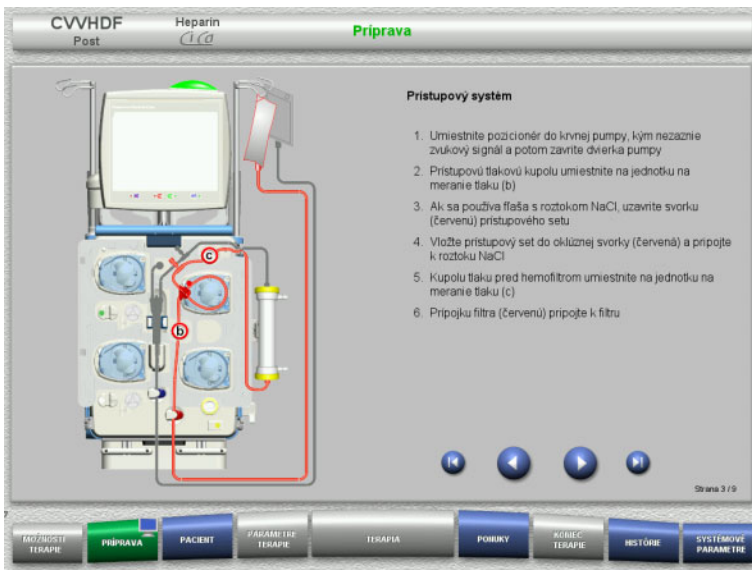 CVVHDF
Post
Heparin
Ci Ca
Príprava
Prístupový systém
1. Umiestnite pozicionér do krvnej pumpy, kým nezaznie
zvukový signál a potom zavrite dvierka pumpy
2. Prístupovú tlakovú kupolu umiestnite na jednotku na
meranie tlaku (b)
3. Ak sa používa fľaša s roztokom NaCl, uzavrite svorku
(červenú) prístupového setu
4. Vložte prístupový set do oklúznej svorky (červená) a pripojte
k roztoku NaCl
5. Kupolu tlaku pred hemofiltrom umiestnite na jednotku na
meranie tlaku (c)
6. Prípojku filtra (červenú) pripojte k filtru
c
b
Strana 3 / 9
7
MOŽNOSTI
TERAPIE
PRÍPRAVA
PACIENT
PARAMETRE
TERAPIE
TERAPIA
PONUKY
KONIEC
TERAPIE
HISTÓRIE
SYSTÉMOVÉ
PARAMETRE